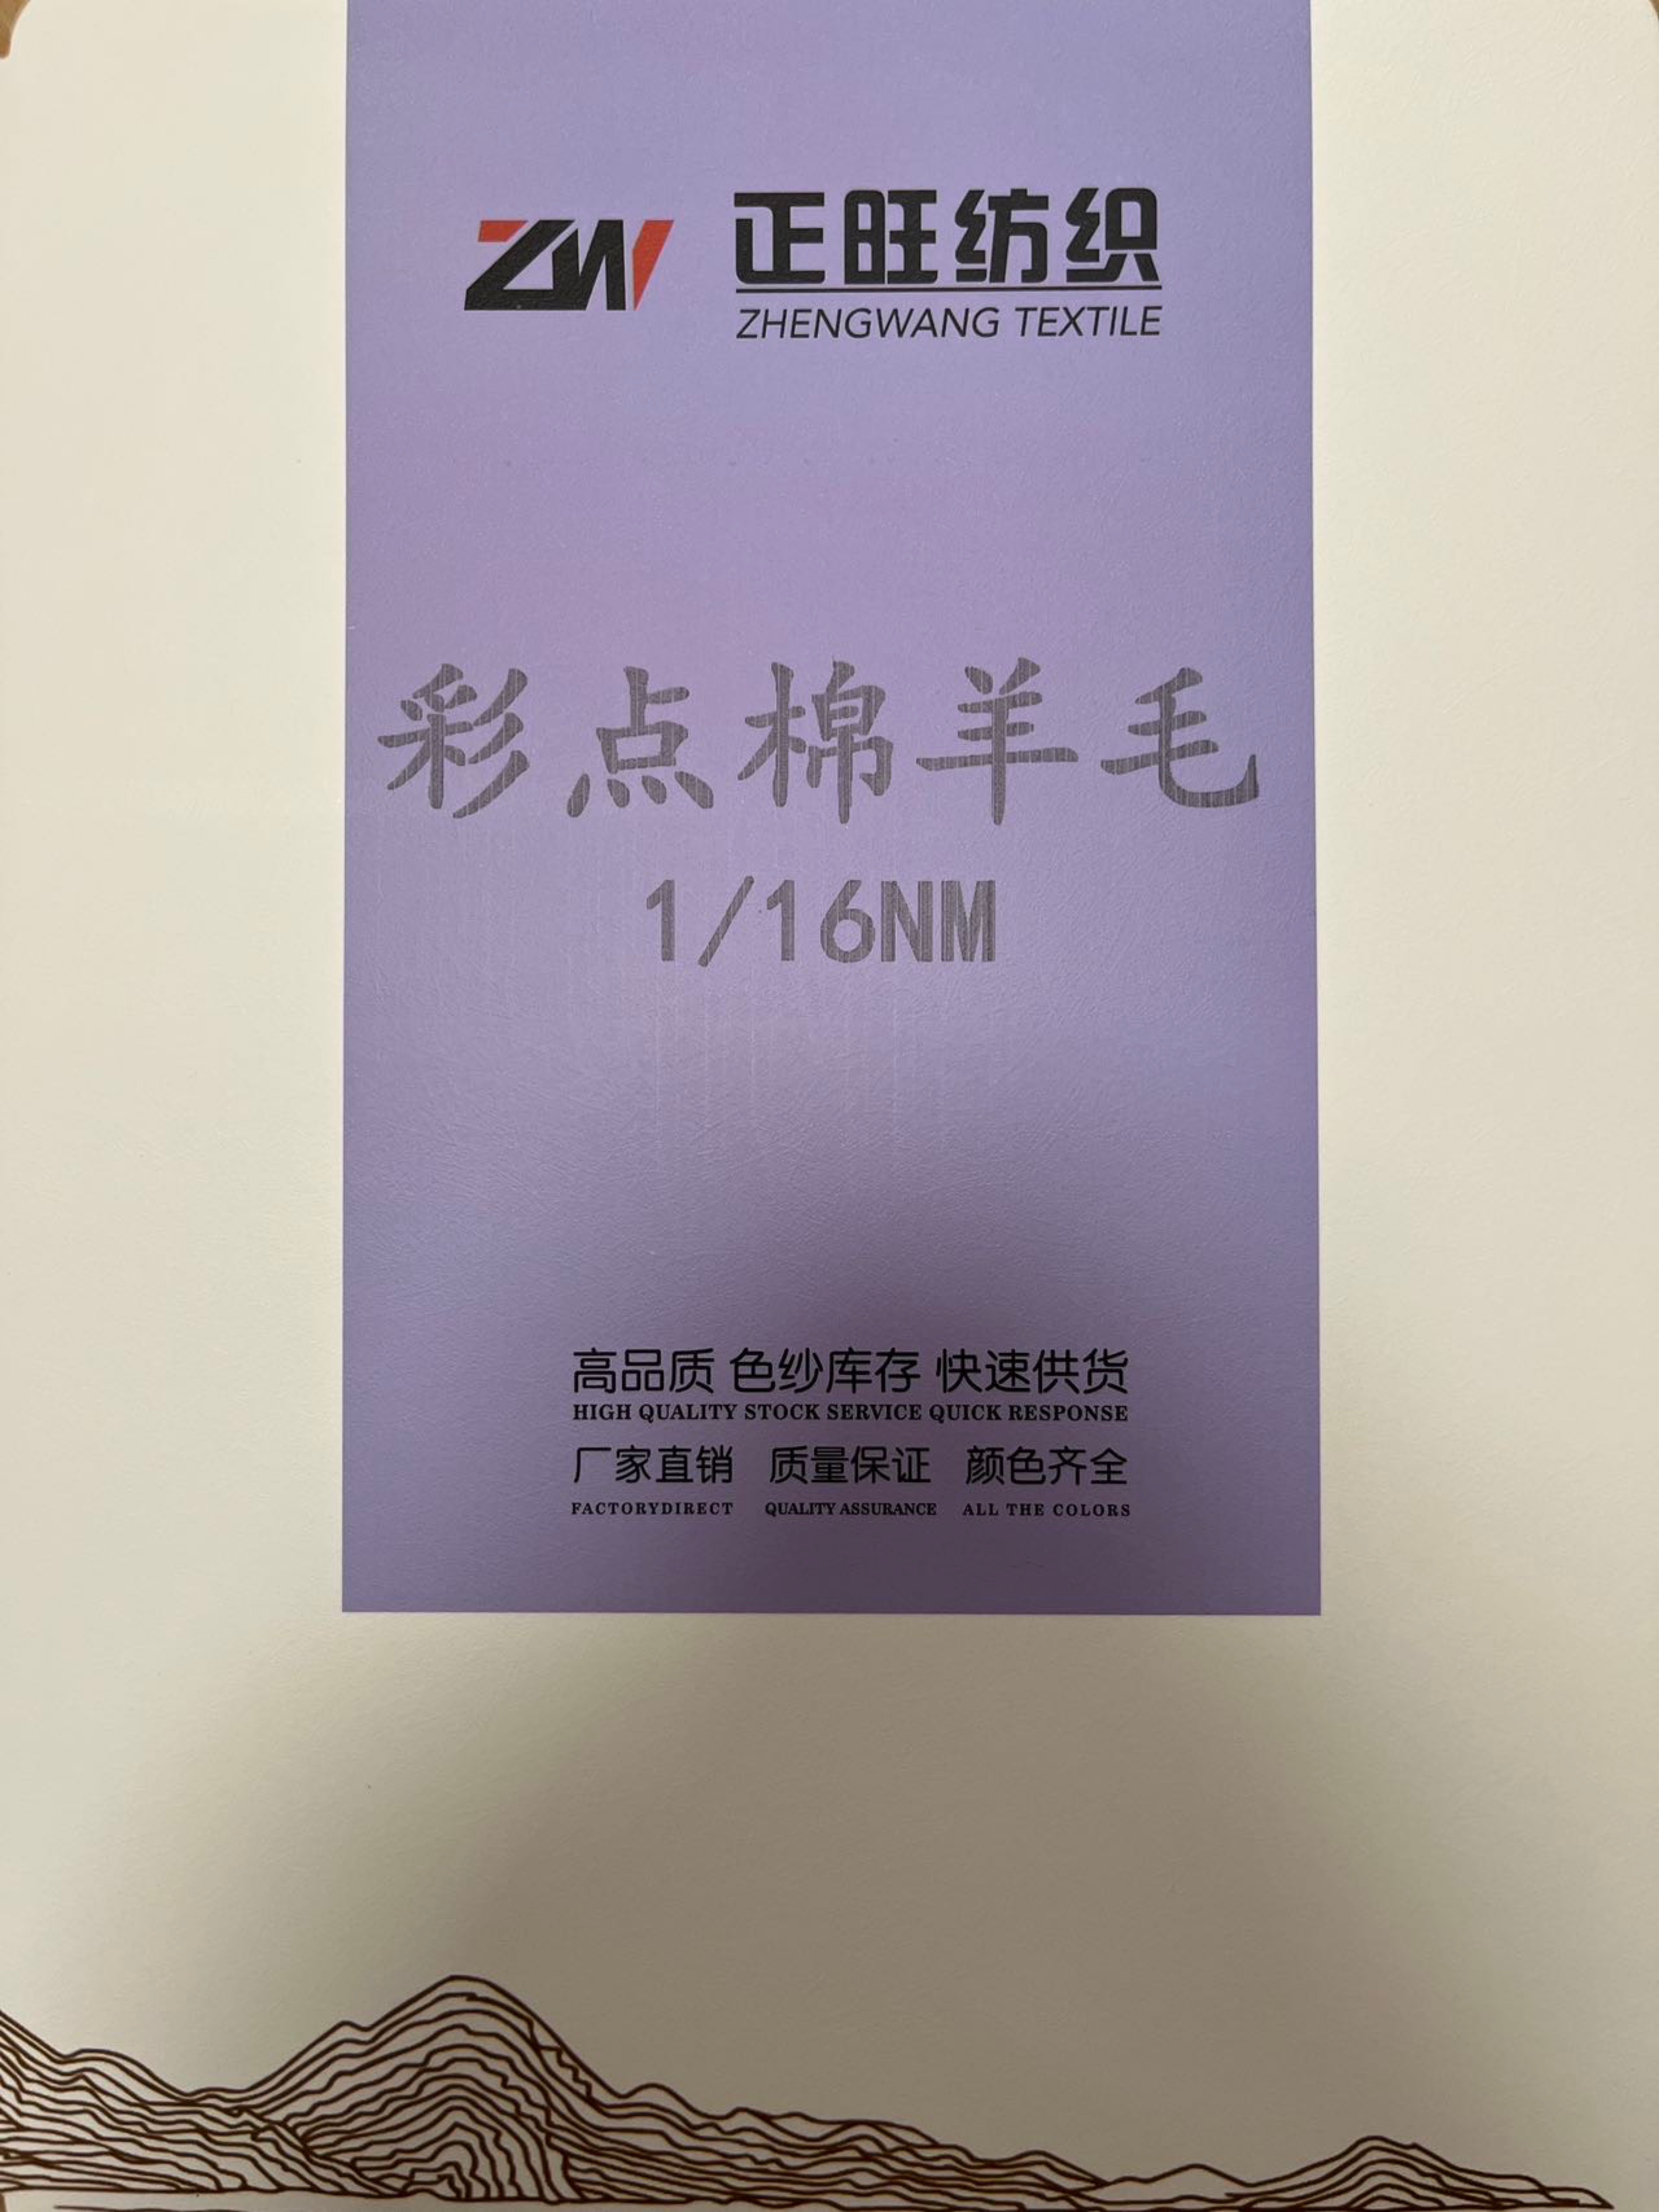 ZW
正旺纺织
ZHENGWANG TEXTILE
彩点棉羊毛
1/16NM
高品质 色纱库存 快速供货
HIGH QUALITY STOCK SERVICE QUICK RESPONSE
厂家直销 质量保证 颜色齐全
FACTORYDIRECT QUALITY ASSURANCE ALL THE COLORS